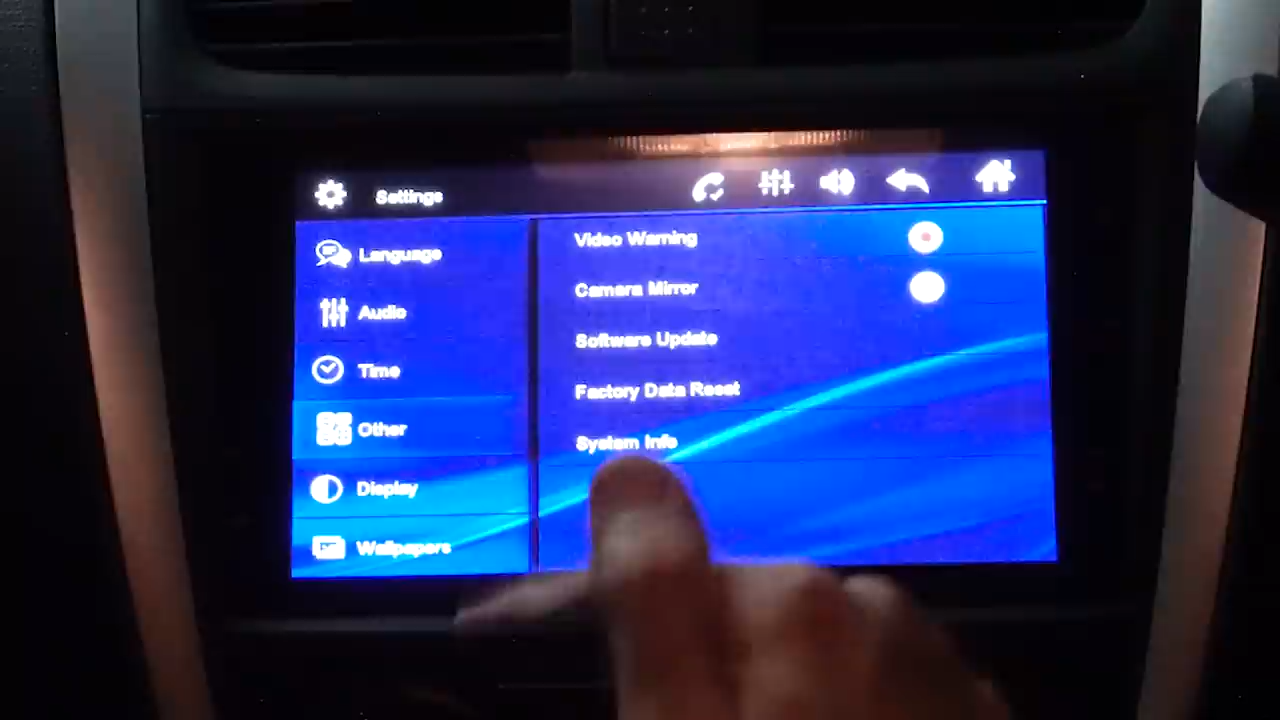 Settings
Language
Audio
Time
Other
Display
Wallpapers
Video Warning
Camera Mirror
Software Update
Factory Data Reset
System Info